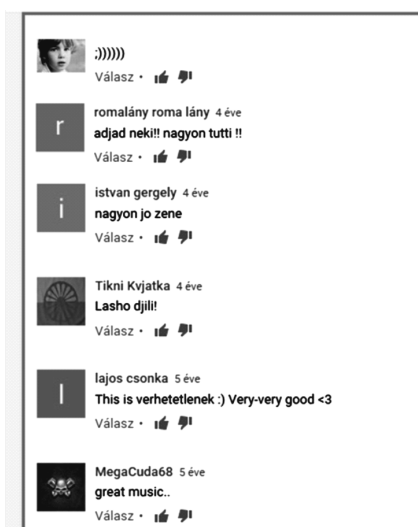 ;))))))
Válasz •
r
romalány roma lány 4 éve
adjad neki!! nagyon tutti !!
Válasz •
i
istvan gergely 4 éve
nagyon jo zene
Válasz •
Tikni Kvjatka 4 éve
Lasho djili!
Válasz •
l
lajos csonka 5 éve
This is verhetetlenek :) Very-very good <3
Válasz •
MegaCuda68 5 éve
great music..
Válasz •